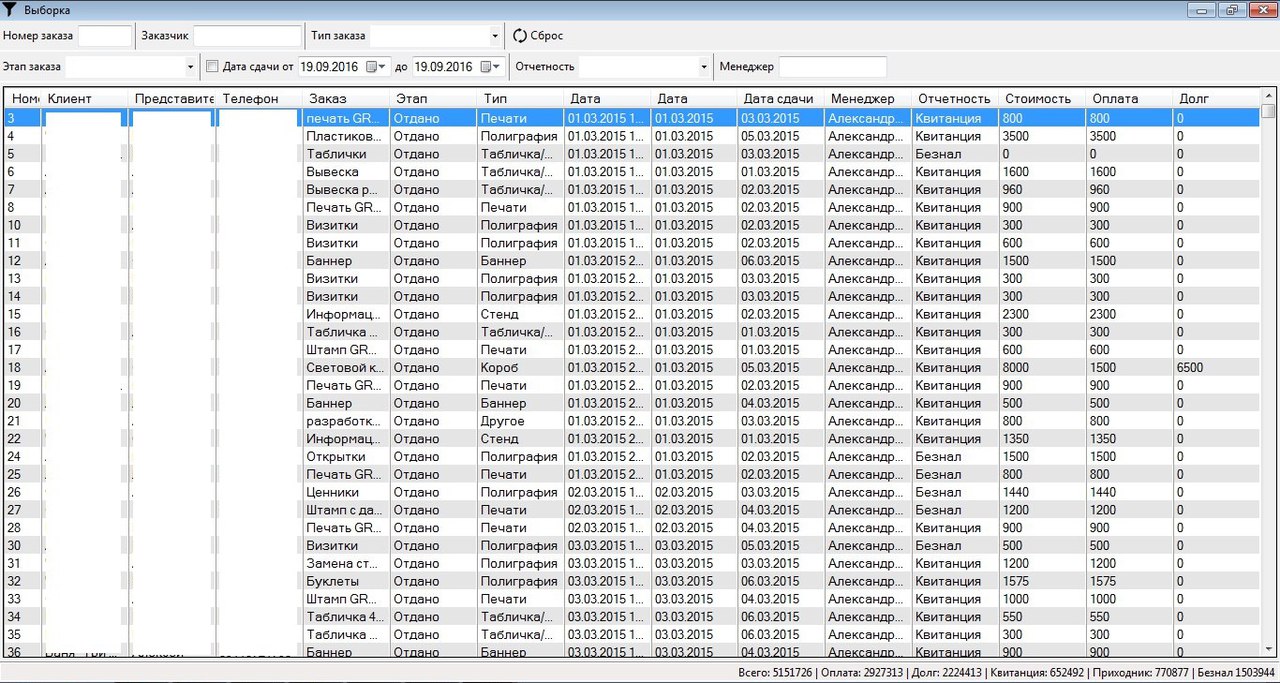 Выборка
Номер заказа Заказчик Тип заказа Сброс
Этап заказа Дата сдачи от 19.09.2016 до 19.09.2016 Отчетность Менеджер
Номе Клиент Представите Телефон Заказ Этап Тип Дата Дата Дата сдачи Менеджер Отчетность Стоимость Оплата Долг
3 печать GR... Отдано Печати 01.03.2015 1... 01.03.2015 03.03.2015 Александр... Квитанция 800 800 0
4 Пластиков... Отдано Полиграфия 01.03.2015 1... 01.03.2015 05.03.2015 Александр... Квитанция 3500 3500 0
5 Таблички Отдано Табличка/... 01.03.2015 1... 01.03.2015 03.03.2015 Александр... Безнал 0 0 0
6 Вывеска Отдано Табличка/... 01.03.2015 1... 01.03.2015 01.03.2015 Александр... Квитанция 1600 1600 0
7 Вывеска р... Отдано Табличка/... 01.03.2015 1... 01.03.2015 02.03.2015 Александр... Квитанция 960 960 0
8 Печать GR... Отдано Печати 01.03.2015 1... 01.03.2015 02.03.2015 Александр... Квитанция 900 900 0
10 Визитки Отдано Полиграфия 01.03.2015 1... 01.03.2015 02.03.2015 Александр... Квитанция 300 300 0
11 Визитки Отдано Полиграфия 01.03.2015 1... 01.03.2015 02.03.2015 Александр... Квитанция 600 600 0
12 Баннер Отдано Баннер 01.03.2015 2... 01.03.2015 06.03.2015 Александр... Квитанция 1500 1500 0
13 Визитки Отдано Полиграфия 01.03.2015 2... 01.03.2015 02.03.2015 Александр... Квитанция 300 300 0
14 Визитки Отдано Полиграфия 01.03.2015 2... 01.03.2015 03.03.2015 Александр... Квитанция 300 300 0
15 Информац... Отдано Стенд 01.03.2015 2... 01.03.2015 02.03.2015 Александр... Квитанция 2300 2300 0
16 Табличка ... Отдано Табличка/... 01.03.2015 2... 01.03.2015 02.03.2015 Александр... Квитанция 300 300 0
17 Штамп GR... Отдано Печати 01.03.2015 2... 01.03.2015 01.03.2015 Александр... Квитанция 600 600 0
18 Световой к... Отдано Короб 01.03.2015 2... 01.03.2015 05.03.2015 Александр... Квитанция 8000 1500 6500
19 Печать GR... Отдано Печати 01.03.2015 2... 01.03.2015 02.03.2015 Александр... Квитанция 900 900 0
20 Баннер Отдано Баннер 01.03.2015 2... 01.03.2015 04.03.2015 Александр... Квитанция 500 500 0
21 разработк... Отдано Другое 01.03.2015 2... 01.03.2015 03.03.2015 Александр... Квитанция 800 800 0
22 Информац... Отдано Стенд 01.03.2015 2... 01.03.2015 01.03.2015 Александр... Квитанция 1350 1350 0
24 Открытки Отдано Полиграфия 01.03.2015 2... 01.03.2015 02.03.2015 Александр... Безнал 1500 1500 0
25 Печать GR... Отдано Печати 01.03.2015 2... 01.03.2015 02.03.2015 Александр... Безнал 800 800 0
26 Ценники Отдано Полиграфия 02.03.2015 1... 02.03.2015 03.03.2015 Александр... Безнал 1440 1440 0
27 Штамп с да... Отдано Печати 02.03.2015 1... 02.03.2015 04.03.2015 Александр... Безнал 1200 1200 0
28 Печать GR... Отдано Печати 02.03.2015 1... 02.03.2015 04.03.2015 Александр... Квитанция 900 900 0
30 Визитки Отдано Полиграфия 03.03.2015 1... 03.03.2015 05.03.2015 Александр... Безнал 500 500 0
31 Замена ст... Отдано Полиграфия 03.03.2015 1... 03.03.2015 03.03.2015 Александр... Квитанция 1200 1200 0
32 Буклеты Отдано Полиграфия 03.03.2015 1... 03.03.2015 06.03.2015 Александр... Квитанция 1575 1575 0
33 Штамп GR... Отдано Печати 03.03.2015 1... 03.03.2015 04.03.2015 Александр... Квитанция 1000 1000 0
34 Табличка 4... Отдано Табличка/... 03.03.2015 1... 03.03.2015 06.03.2015 Александр... Квитанция 550 550 0
35 Табличка ... Отдано Табличка/... 03.03.2015 1... 03.03.2015 06.03.2015 Александр... Квитанция 300 300 0
36 Баннер Отдано Баннер 03.03.2015 1... 03.03.2015 04.03.2015 Александр... Квитанция 900 900 0
Всего: 5151726 | Оплата: 2927313 | Долг: 2224413 | Квитанция: 652492 | Приходник: 770877 | Безнал 1503944